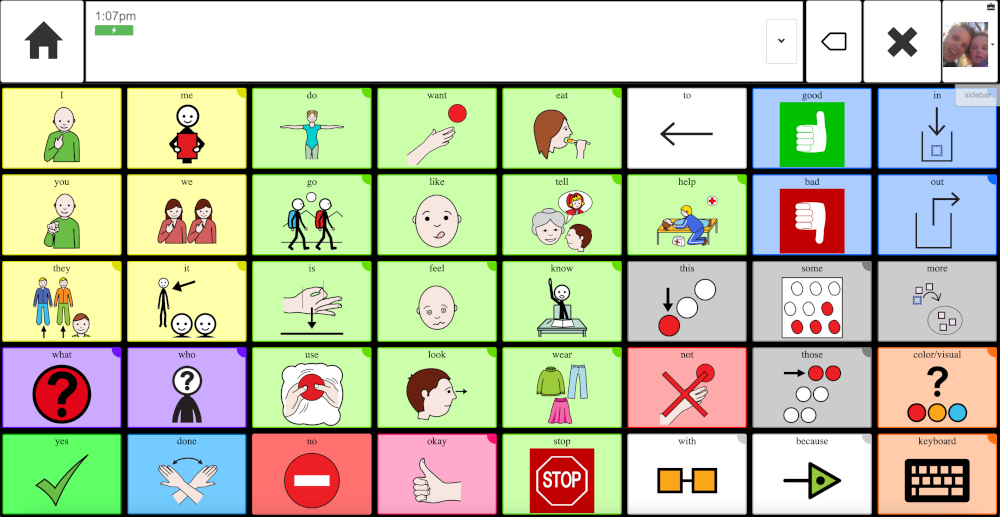 1:07pm
sidebar
I me do want eat to good in
you we go like tell help bad out
they it is feel know this some more
what who use look wear not those color/visual
yes done no okay stop with because keyboard
STOP